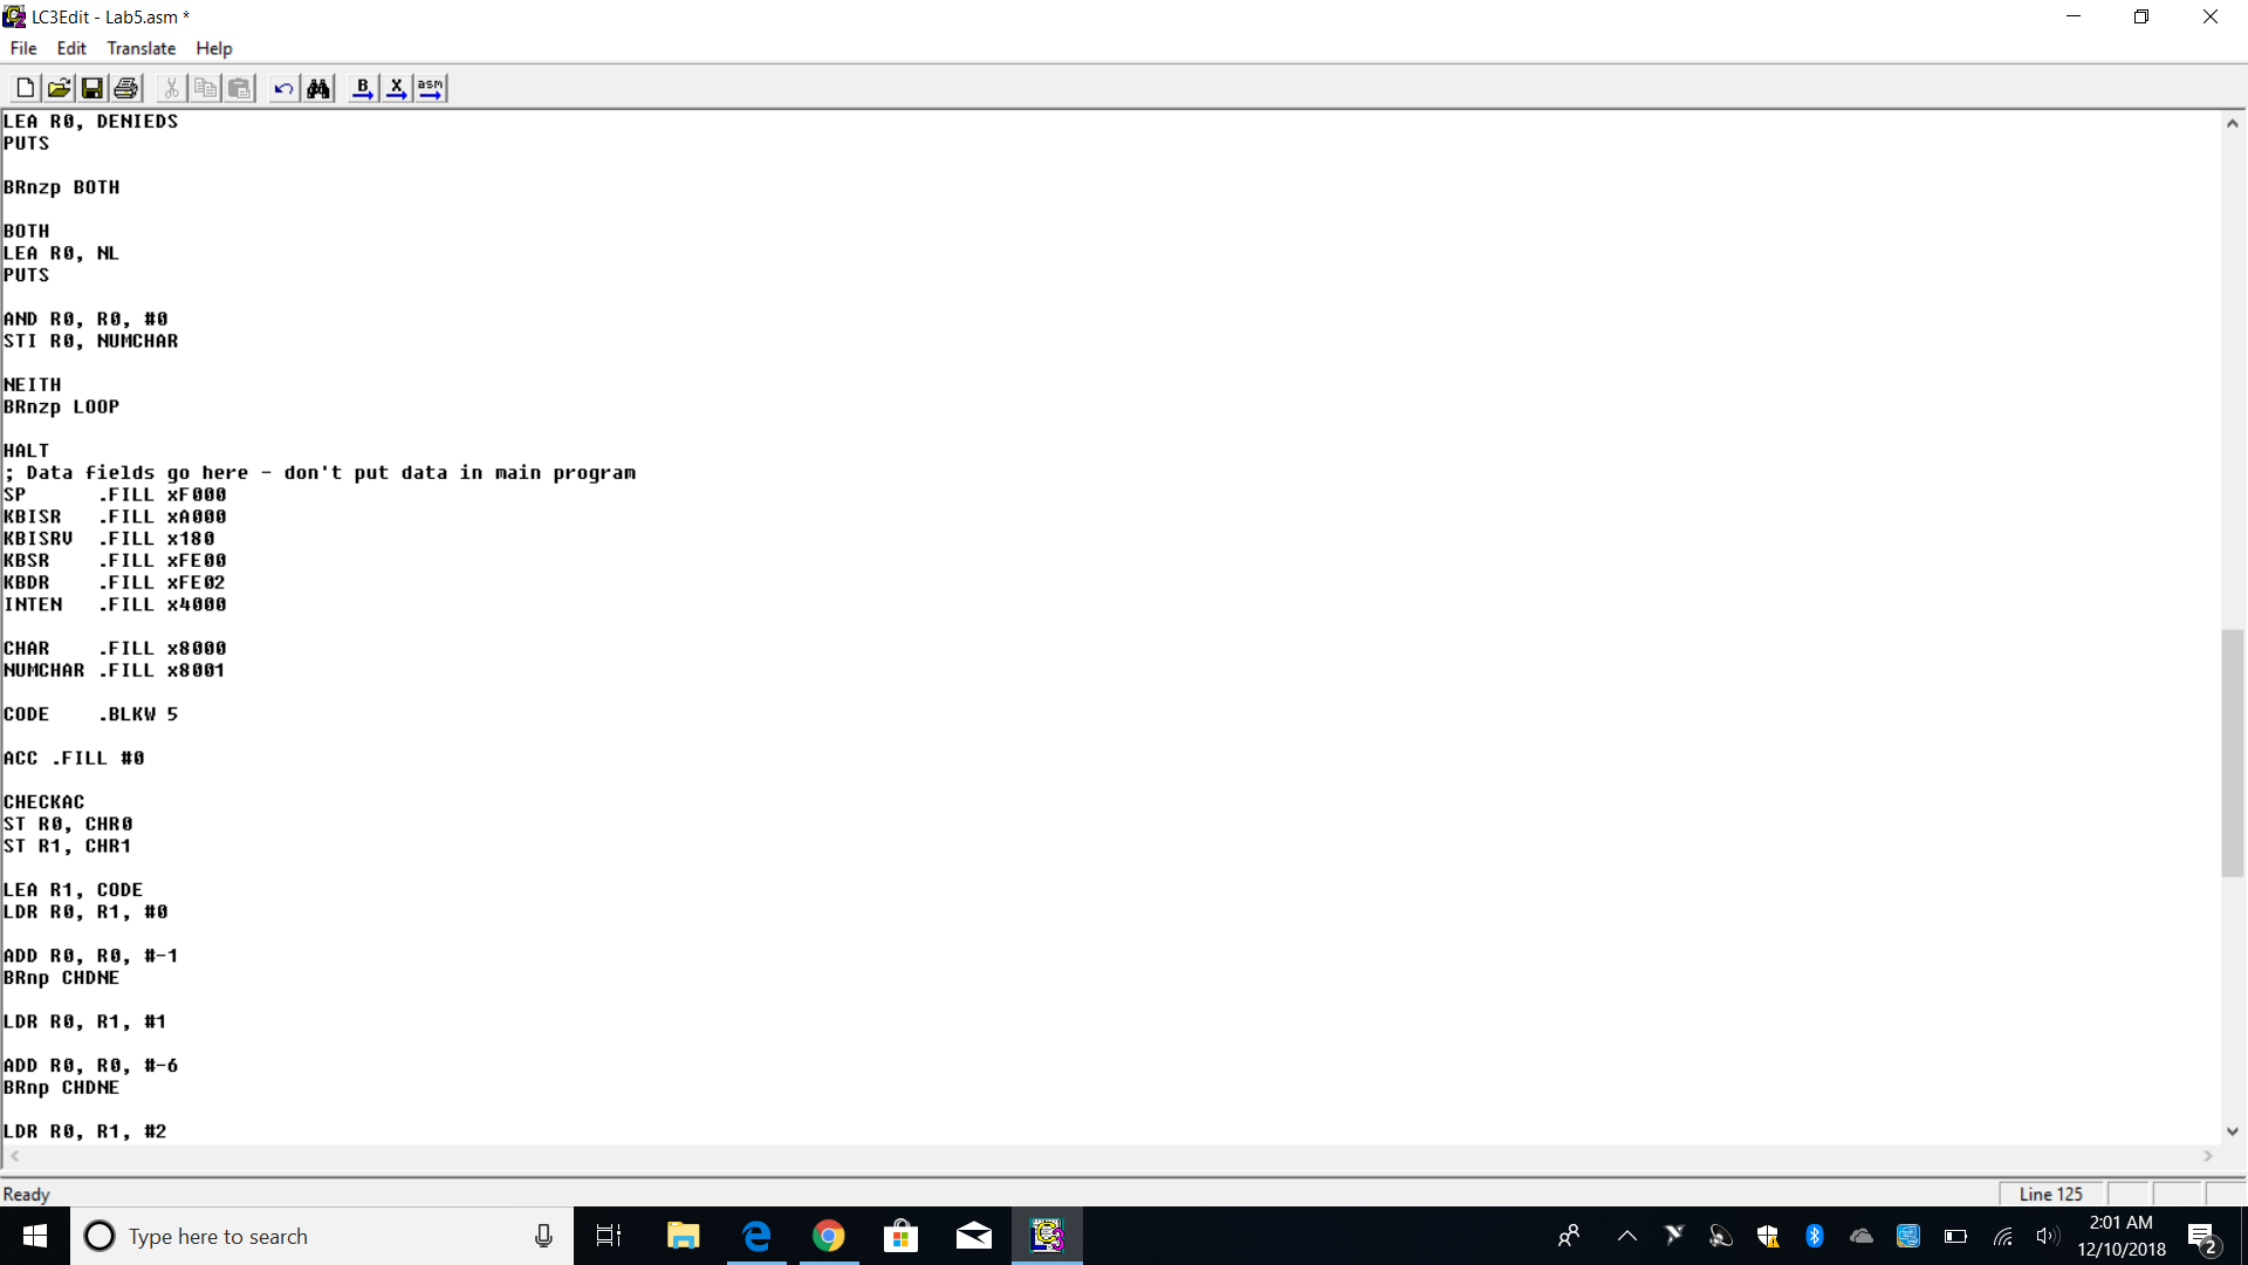 LC3Edit - Lab5.asm *
File Edit Translate Help
B X asm
LEA R0, DENIEDS
PUTS
BRnzp BOTH
BOTH
LEA R0, NL
PUTS
AND R0, R0, #0
STI R0, NUMCHAR
NEITH
BRnzp LOOP
HALT
; Data fields go here - don't put data in main program
SP .FILL xF000
KBISR .FILL xA000
KBISRV .FILL x180
KBSR .FILL xFE00
KBDR .FILL xFE02
INTEN .FILL x4000
CHAR .FILL x8000
NUMCHAR .FILL x8001
CODE .BLKW 5
ACC .FILL #0
CHECKAC
ST R0, CHR0
ST R1, CHR1
LEA R1, CODE
LDR R0, R1, #0
ADD R0, R0, #-1
BRnp CHDNE
LDR R0, R1, #1
ADD R0, R0, #-6
BRnp CHDNE
LDR R0, R1, #2
Ready
Line 125
Type here to search
2:01 AM
12/10/2018
2